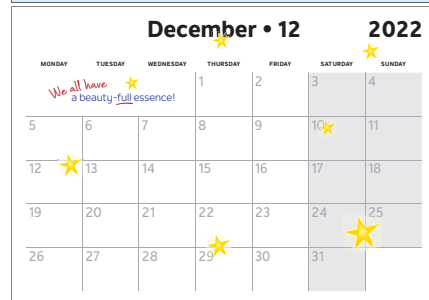 December • 12 2022
MONDAY TUESDAY WEDNESDAY THURSDAY FRIDAY SATURDAY SUNDAY
We all have
a beauty-full essence!
1 2 3 4
5 6 7 8 9 10 11
12 13 14 15 16 17 18
19 20 21 22 23 24 25
26 27 28 29 30 31